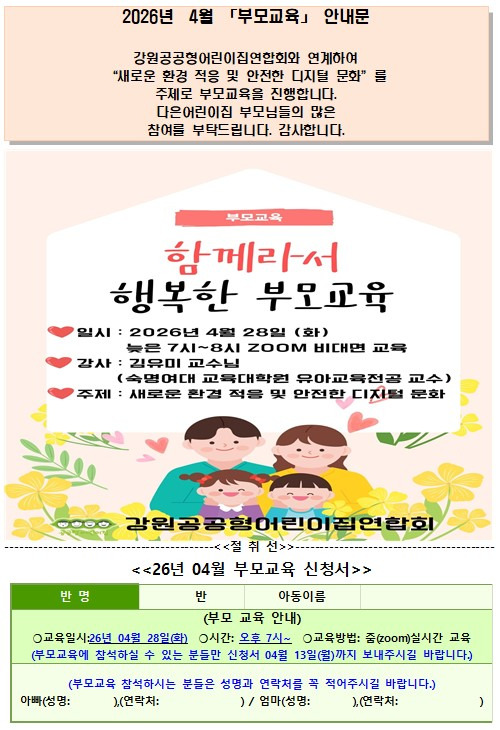 2026년 4월 「부모교육」 안내문
강원공공형어린이집연합회와 연계하여
“새로운 환경 적응 및 안전한 디지털 문화” 를
주제로 부모교육을 진행합니다.
다은어린이집 부모님들의 많은
참여를 부탁드립니다. 감사합니다.
부모교육
함께라서
행복한 부모교육
일시 : 2026년 4월 28일 (화)
늦은 7시~8시 ZOOM 비대면 교육
강사 : 김유미 교수님
(숙명여대 교육대학원 유아교육전공 교수)
주제 : 새로운 환경 적응 및 안전한 디지털 문화
강원공공형어린이집연합회
<<절 취 선>>
<<26년 04월 부모교육 신청서>>
반 명 반 아동이름
(부모 교육 안내)
❍교육일시:26년 04월 28일(화) ❍시간: 오후 7시~ ❍교육방법: 줌(zoom)실시간 교육
(부모교육에 참석하실 수 있는 분들만 신청서 04월 13일(월)까지 보내주시길 바랍니다.)
(부모교육 참석하시는 분들은 성명과 연락처를 꼭 적어주시길 바랍니다.)
아빠(성명: ),(연락처: ) / 엄마(성명: ),(연락처: )